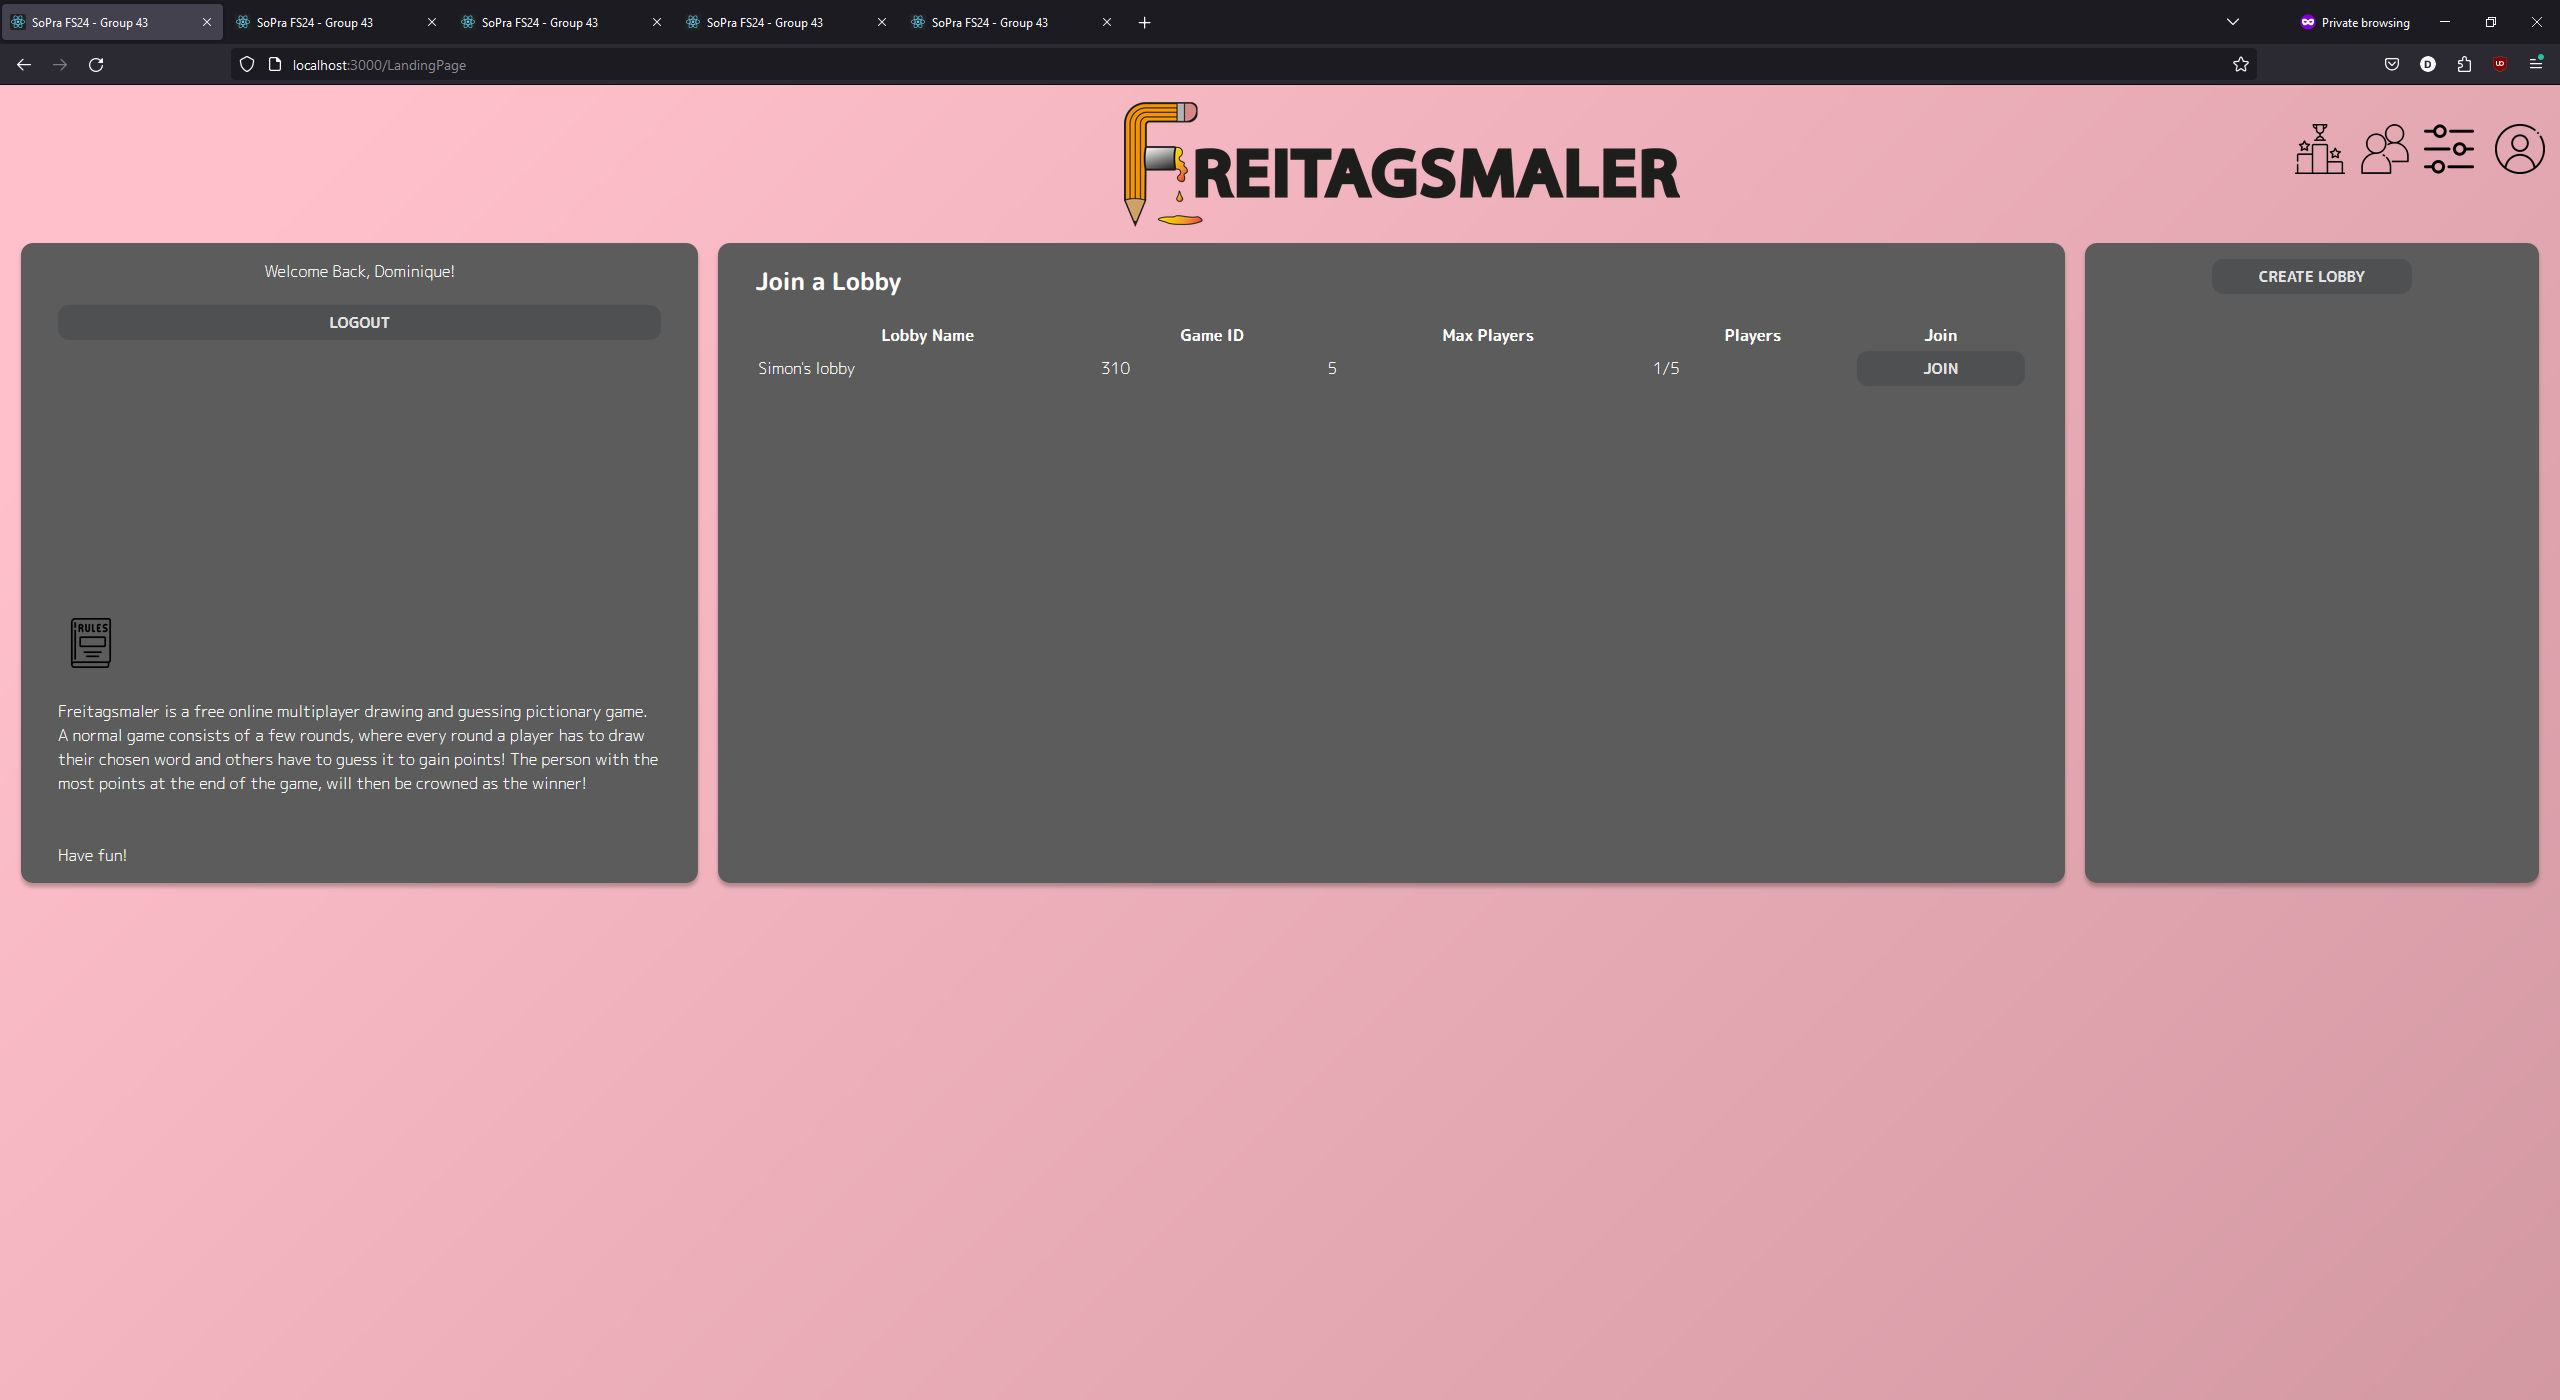 SoPra FS24 - Group 43
SoPra FS24 - Group 43
SoPra FS24 - Group 43
SoPra FS24 - Group 43
SoPra FS24 - Group 43
Private browsing
localhost:3000/LandingPage
D
UD
FREITAGSMALER
Welcome Back, Dominique!
LOGOUT
RULES
Freitagsmaler is a free online multiplayer drawing and guessing pictionary game.
A normal game consists of a few rounds, where every round a player has to draw
their chosen word and others have to guess it to gain points! The person with the
most points at the end of the game, will then be crowned as the winner!
Have fun!
Join a Lobby
Lobby Name Game ID Max Players Players Join
Simon's lobby 310 5 1/5 JOIN
CREATE LOBBY